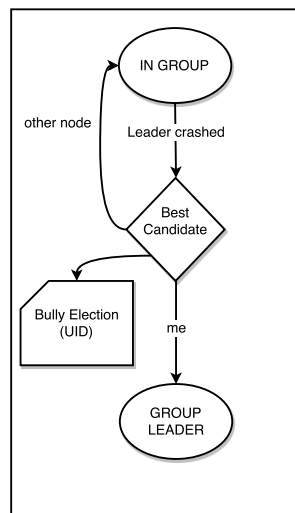 IN GROUP
other node
Leader crashed
Best
Candidate
Bully Election
(UID)
me
GROUP
LEADER